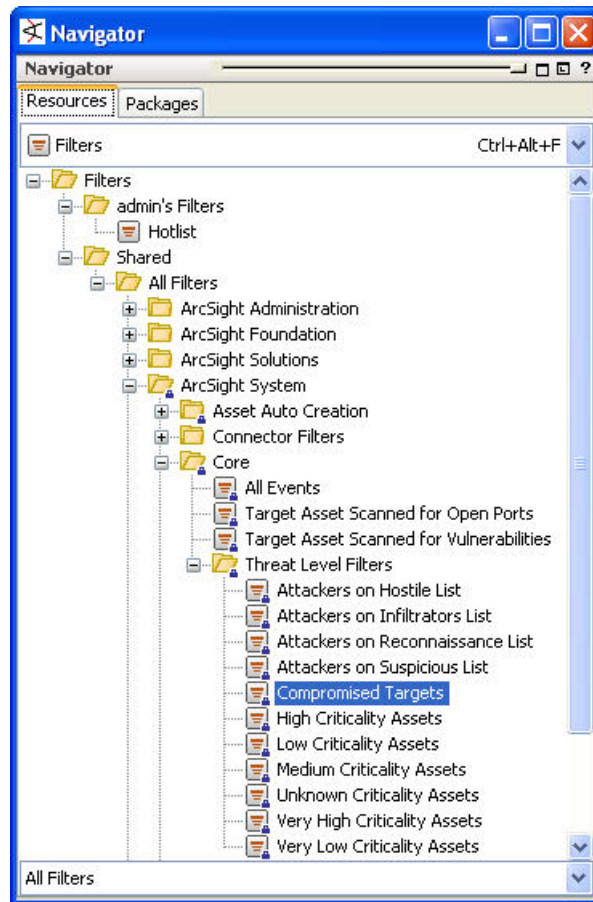 Navigator
Navigator ?
Resources Packages
Filters Ctrl+Alt+F
Filters
admin's Filters
Hotlist
Shared
All Filters
ArcSight Administration
ArcSight Foundation
ArcSight Solutions
ArcSight System
Asset Auto Creation
Connector Filters
Core
All Events
Target Asset Scanned for Open Ports
Target Asset Scanned for Vulnerabilities
Threat Level Filters
Attackers on Hostile List
Attackers on Infiltrators List
Attackers on Reconnaissance List
Attackers on Suspicious List
Compromised Targets
High Criticality Assets
Low Criticality Assets
Medium Criticality Assets
Unknown Criticality Assets
Very High Criticality Assets
Very Low Criticality Assets
All Filters